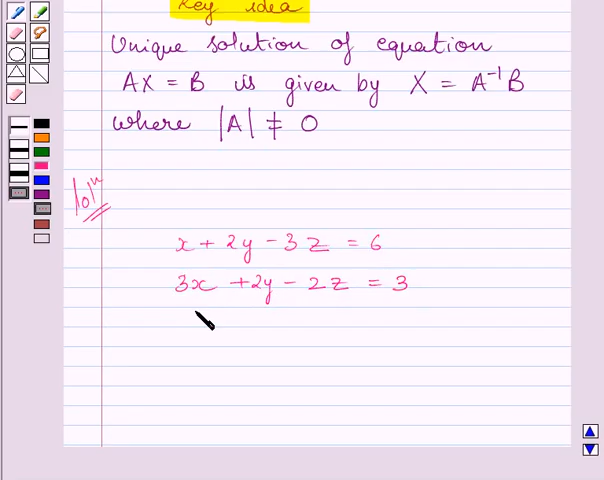 Key idea
Unique solution of equation
AX = B is given by X = A⁻¹B
where |A| ≠ 0
Solⁿ
x + 2y - 3z = 6
3x + 2y - 2z = 3